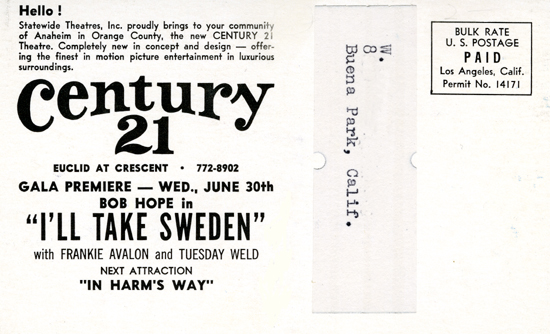 Hello !
Statewide Theatres, Inc. proudly brings to your community
of Anaheim in Orange County, the new CENTURY 21
Theatre. Completely new in concept and design — offer-
ing the finest in motion picture entertainment in luxurious
surroundings.
Century
21
EUCLID AT CRESCENT • 772-8902
GALA PREMIERE — WED., JUNE 30th
BOB HOPE in
"I'LL TAKE SWEDEN"
with FRANKIE AVALON and TUESDAY WELD
NEXT ATTRACTION
"IN HARM'S WAY"
W.
8
Buena Park, Calif.
BULK RATE
U. S. POSTAGE
PAID
Los Angeles, Calif.
Permit No. 14171